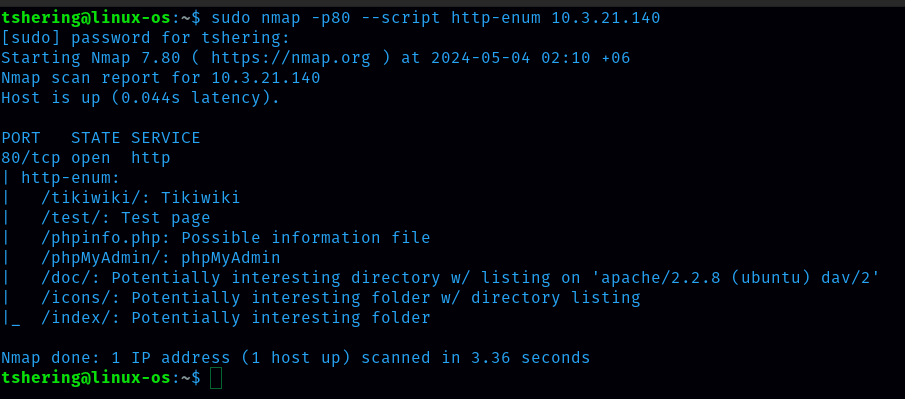 tshering@linux-os:~$ sudo nmap -p80 --script http-enum 10.3.21.140
[sudo] password for tshering:
Starting Nmap 7.80 ( https://nmap.org ) at 2024-05-04 02:10 +06
Nmap scan report for 10.3.21.140
Host is up (0.044s latency).

PORT   STATE SERVICE
80/tcp open  http
| http-enum:
|   /tikiwiki/: Tikiwiki
|   /test/: Test page
|   /phpinfo.php: Possible information file
|   /phpMyAdmin/: phpMyAdmin
|   /doc/: Potentially interesting directory w/ listing on 'apache/2.2.8 (ubuntu) dav/2'
|   /icons/: Potentially interesting folder w/ directory listing
|_  /index/: Potentially interesting folder

Nmap done: 1 IP address (1 host up) scanned in 3.36 seconds
tshering@linux-os:~$